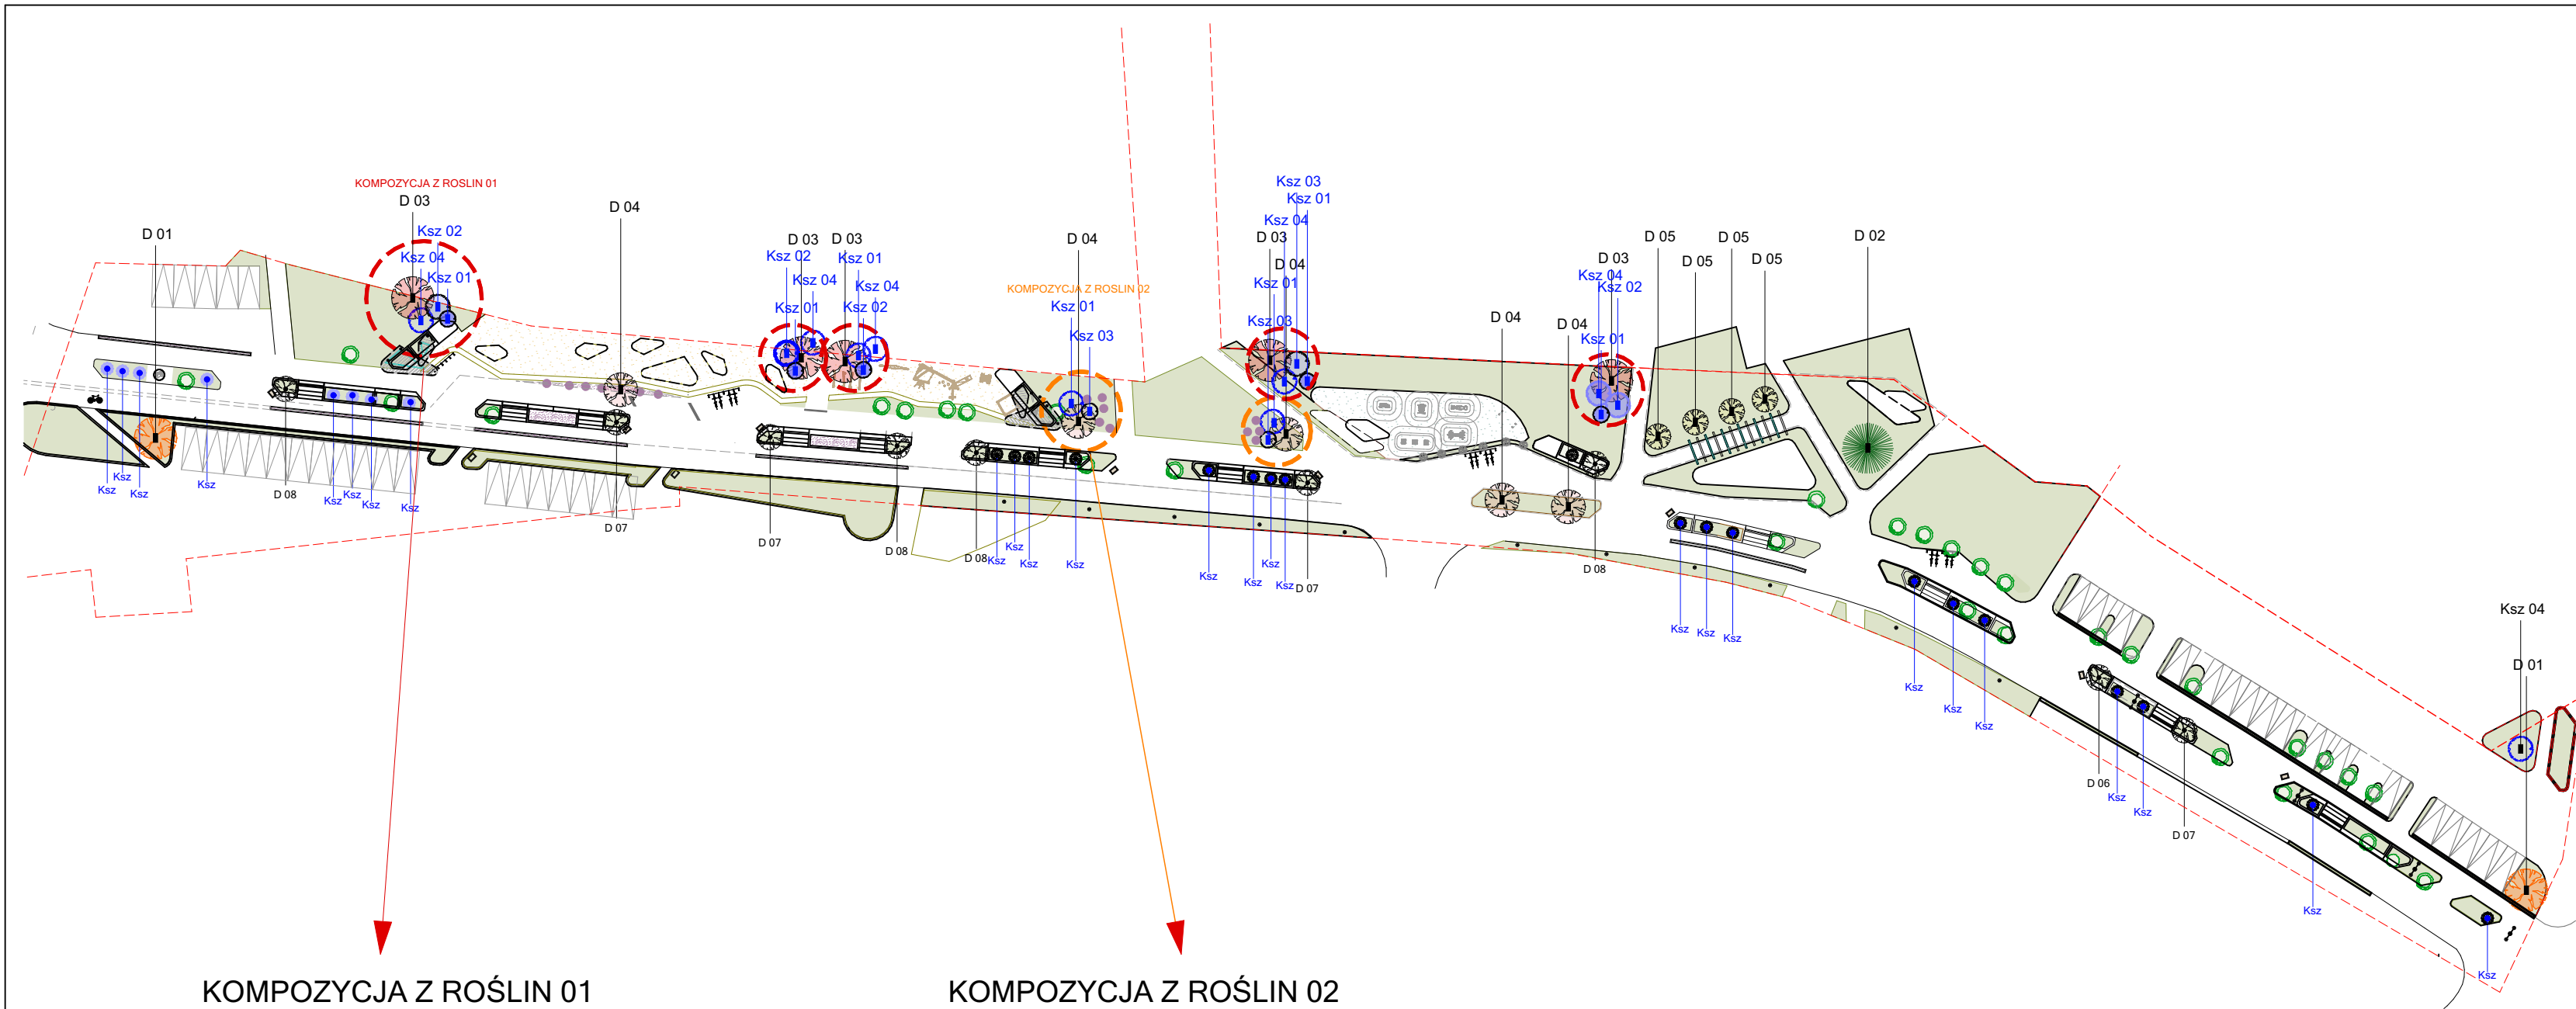 KOMPOZYCJA Z ROSLIN 01
D 03
Ksz 02
Ksz 04
Ksz 01
D 01
D 04
D 03
D 03
Ksz 02
Ksz 01
Ksz 04
Ksz 04
Ksz 01
Ksz 02
D 04
KOMPOZYCJA Z ROSLIN 02
Ksz 01
Ksz 03
Ksz 03
Ksz 01
Ksz 04
D 03
D 04
Ksz 01
Ksz 03
D 04
D 04
D 03
Ksz 04
Ksz 02
Ksz 01
D 05
D 05
D 05
D 05
D 02
Ksz
Ksz
Ksz
Ksz
D 08
Ksz
Ksz
Ksz
Ksz
D 07
D 07
D 08
D 08
Ksz
Ksz
Ksz
Ksz
Ksz
Ksz
Ksz
Ksz
D 07
D 08
Ksz
Ksz
Ksz
Ksz
Ksz
Ksz
D 06
Ksz
Ksz
D 07
Ksz
Ksz 04
D 01
Ksz
KOMPOZYCJA Z ROŚLIN 01
KOMPOZYCJA Z ROŚLIN 02